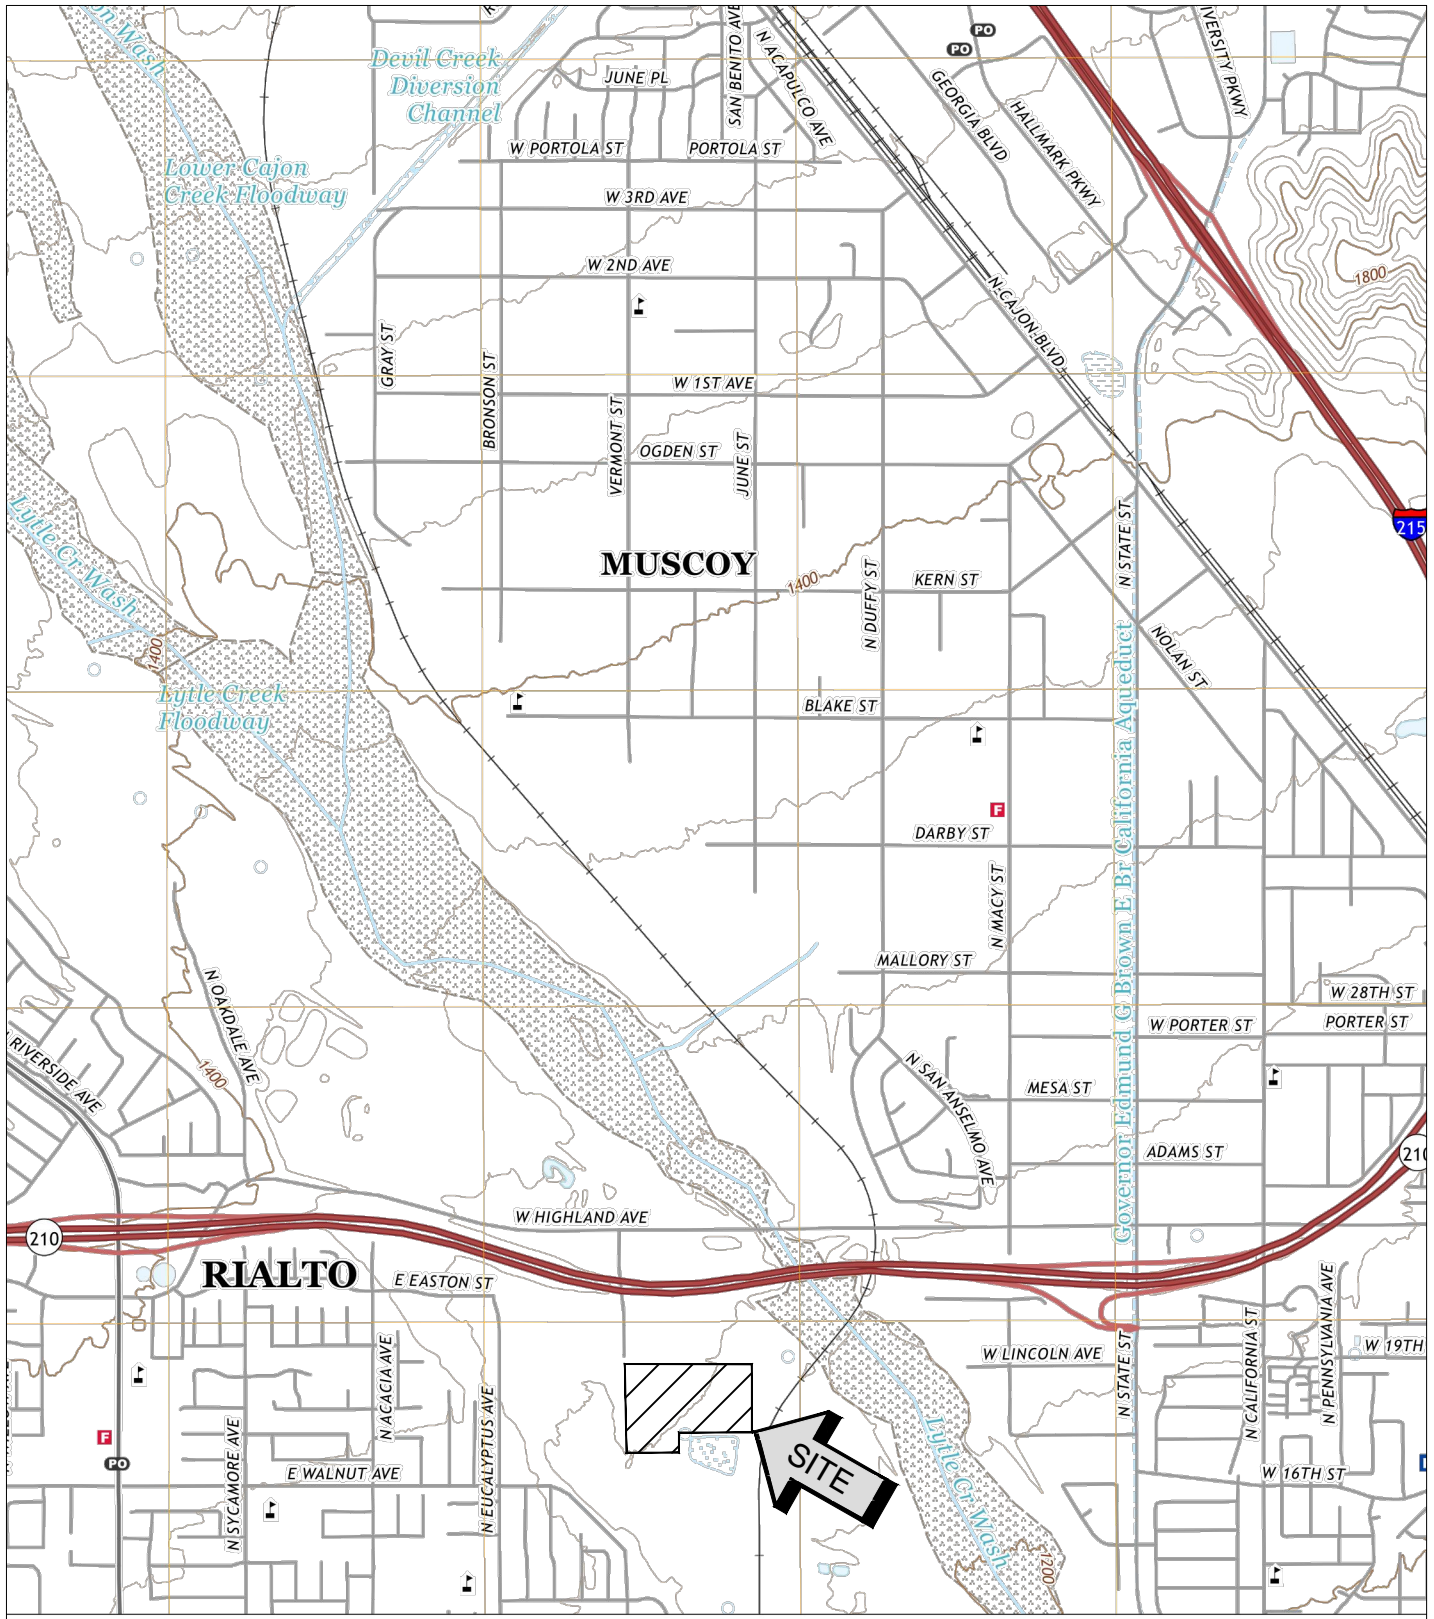 on Wash
Devil Creek
Diversion
Channel
JUNE PL
SAN BENITO AVE
N ACAPULCO AVE
PO
PO
GEORGIA BLVD
HALLMARK PKWY
IVERSITY PKWY
W PORTOLA ST
PORTOLA ST
Lower Cajon
Creek Floodway
W 3RD AVE
W 2ND AVE
N CAJON BLVD
1800
GRAY ST
BRONSON ST
W 1ST AVE
VERMONT ST
OGDEN ST
JUNE ST
Lytle Cr Wash
N STATE ST
215
MUSCOY
1400
N DUFFY ST
KERN ST
NOLAN ST
1400
Lytle Creek
Floodway
BLAKE ST
Governor Edmund G Brown E Br California Aqueduct
F
DARBY ST
N MACY ST
MALLORY ST
N OAKDALE AVE
W 28TH ST
W PORTER ST
PORTER ST
RIVERSIDE AVE
1400
N SAN ANSELMO AVE
MESA ST
ADAMS ST
210
W HIGHLAND AVE
210
RIALTO
E EASTON ST
N ACACIA AVE
W LINCOLN AVE
N STATE ST
N CALIFORNIA ST
N PENNSYLVANIA AVE
W 19TH
F
PO
N SYCAMORE AVE
E WALNUT AVE
N EUCALYPTUS AVE
SITE
Lytle Cr Wash
W 16TH ST
1200